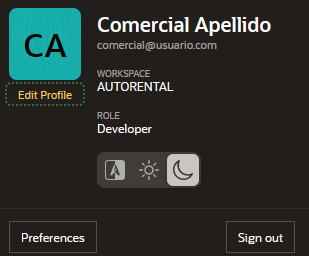 CA
Comercial Apellido
comercial@usuario.com
Edit Profile
WORKSPACE
AUTORENTAL
ROLE
Developer
Preferences
Sign out